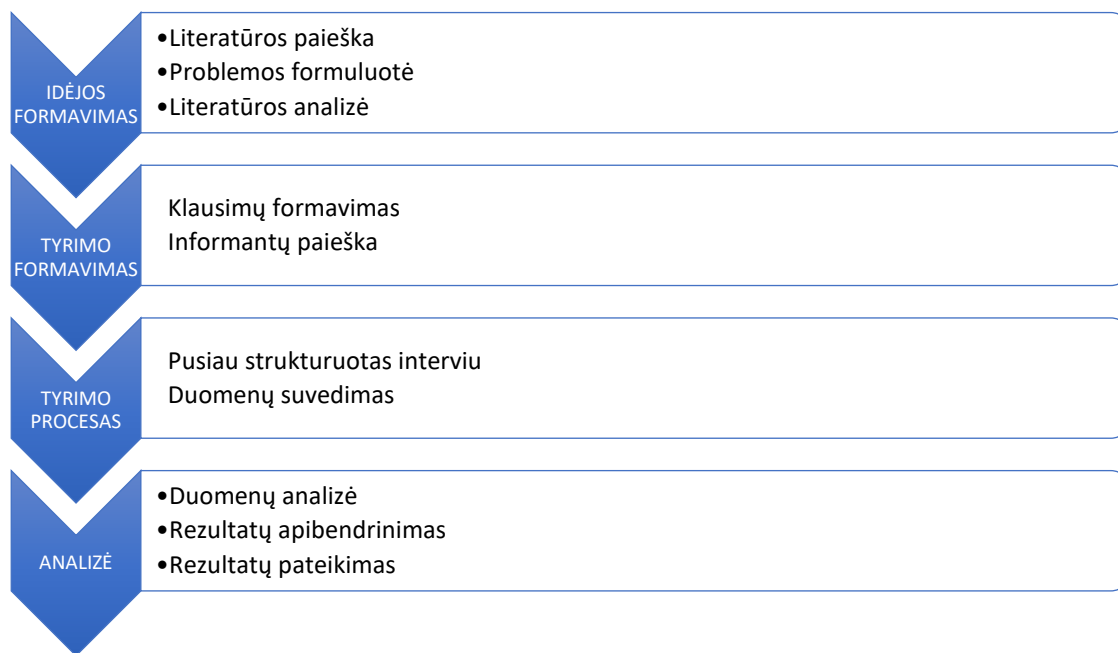 IDĖJOS
FORMAVIMAS
•Literatūros paieška
•Problemos formuluotė
•Literatūros analizė
TYRIMO
FORMAVIMAS
Klausimų formavimas
Informantų paieška
TYRIMO
PROCESAS
Pusiau strukturuotas interviu
Duomenų suvedimas
ANALIZĖ
•Duomenų analizė
•Rezultatų apibendrinimas
•Rezultatų pateikimas